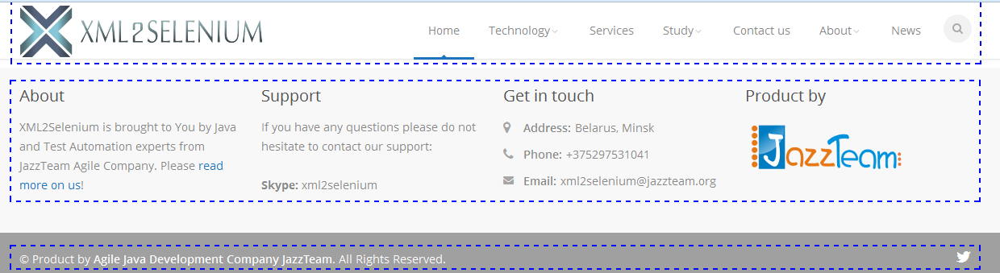 XML2SELENIUM
Home Technology Services Study Contact us About News
About
XML2Selenium is brought to You by Java
and Test Automation experts from
JazzTeam Agile Company. Please read
more on us!
Support
If you have any questions please do not
hesitate to contact our support:
Skype: xml2selenium
Get in touch
Address: Belarus, Minsk
Phone: +375297531041
Email: xml2selenium@jazzteam.org
Product by
JazzTeam
© Product by Agile Java Development Company JazzTeam. All Rights Reserved.